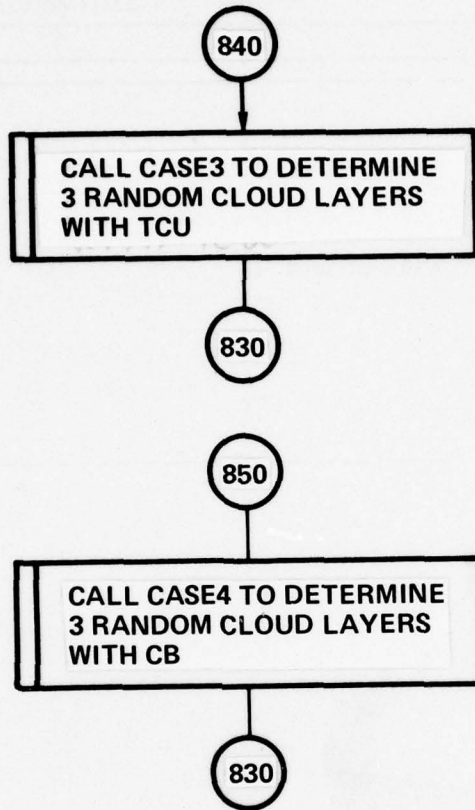 840
CALL CASE3 TO DETERMINE
3 RANDOM CLOUD LAYERS
WITH TCU
830
850
CALL CASE4 TO DETERMINE
3 RANDOM CLOUD LAYERS
WITH CB
830